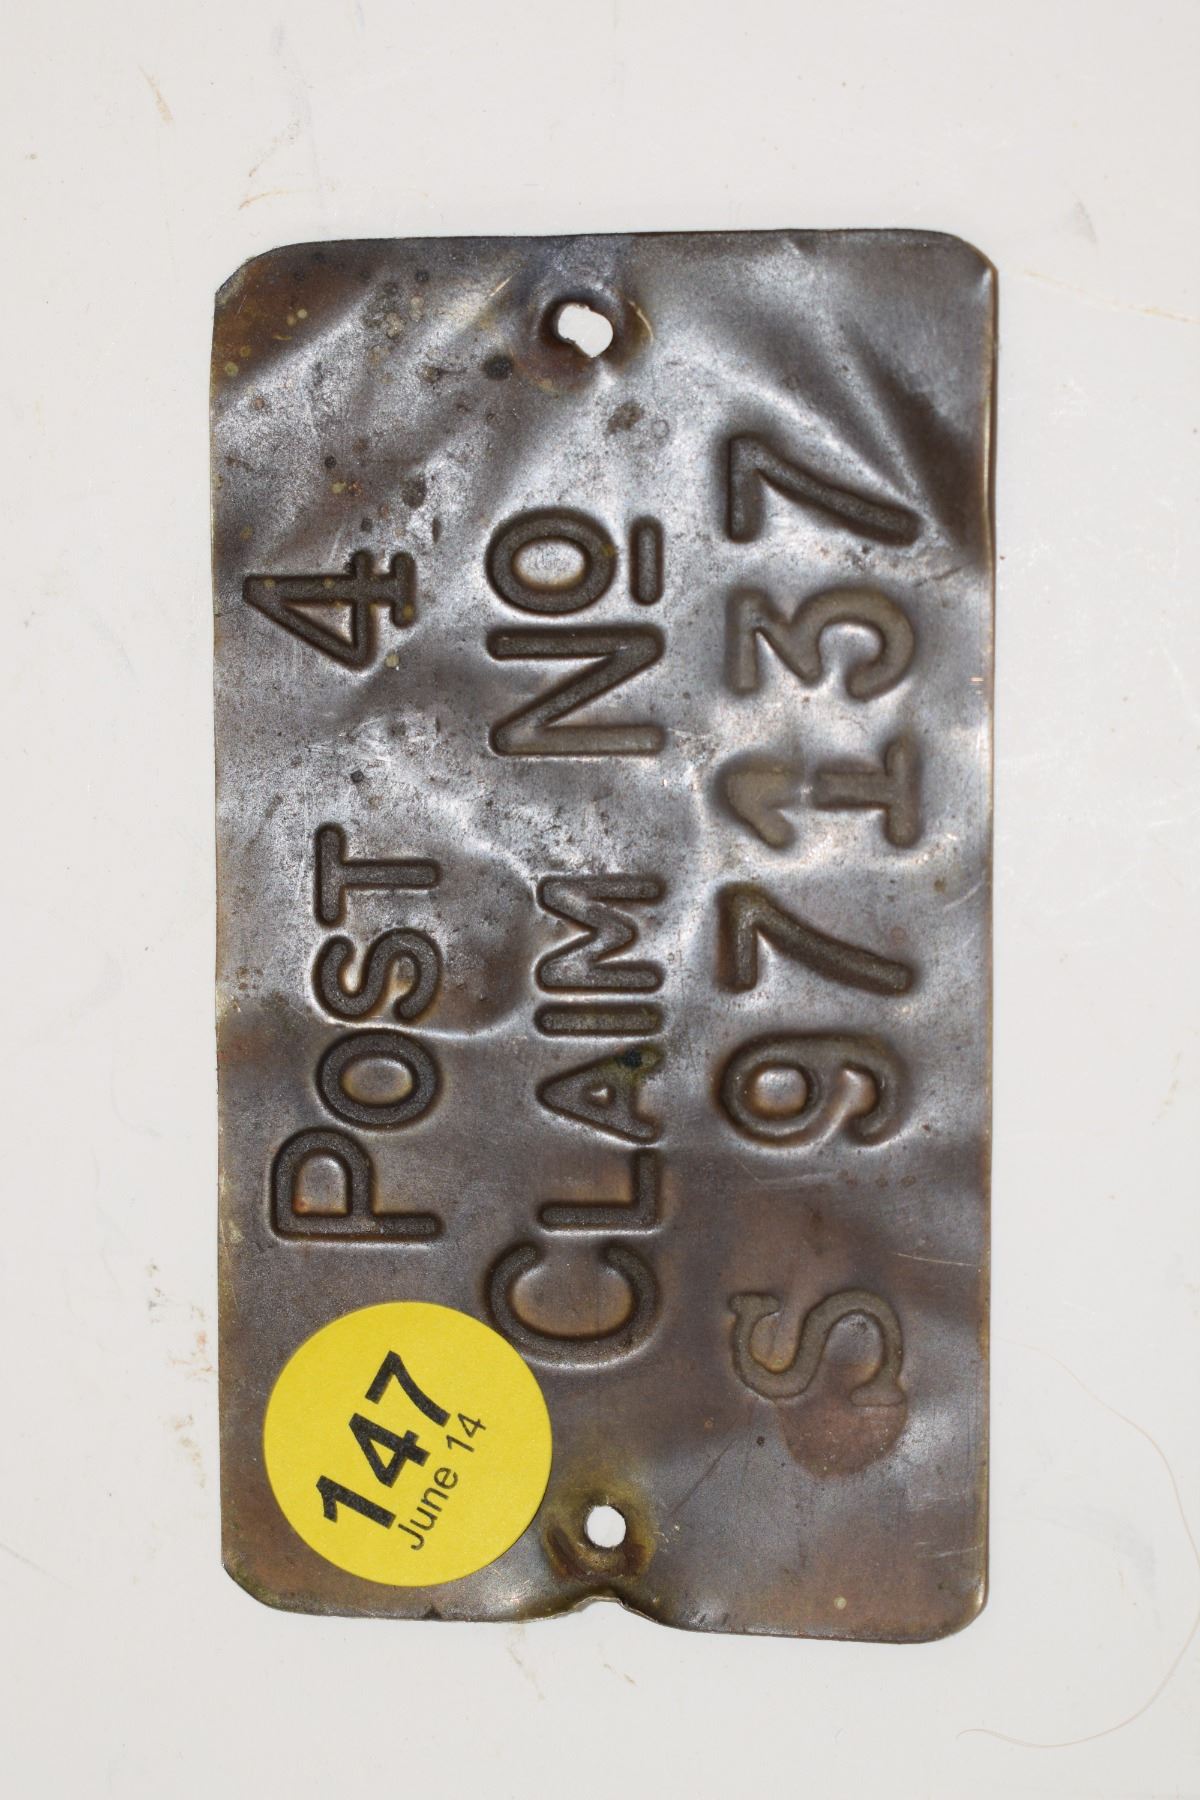 POST 4
CLAIM Nº
S 97137
147
June 14